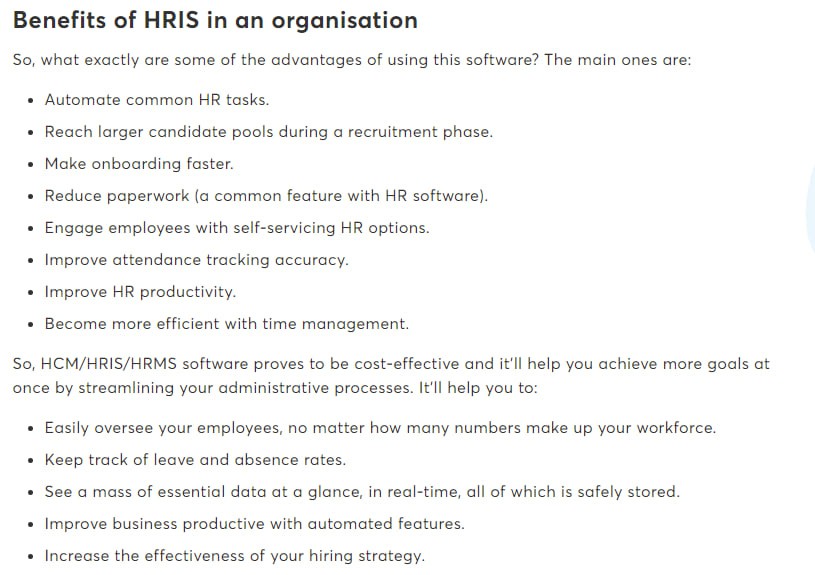 Benefits of HRIS in an organisation
So, what exactly are some of the advantages of using this software? The main ones are:
• Automate common HR tasks.
• Reach larger candidate pools during a recruitment phase.
• Make onboarding faster.
• Reduce paperwork (a common feature with HR software).
• Engage employees with self-servicing HR options.
• Improve attendance tracking accuracy.
• Improve HR productivity.
• Become more efficient with time management.
So, HCM/HRIS/HRMS software proves to be cost-effective and it'll help you achieve more goals at
once by streamlining your administrative processes. It'll help you to:
• Easily oversee your employees, no matter how many numbers make up your workforce.
• Keep track of leave and absence rates.
• See a mass of essential data at a glance, in real-time, all of which is safely stored.
• Improve business productive with automated features.
• Increase the effectiveness of your hiring strategy.